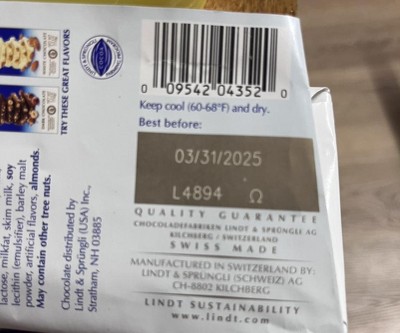 0 09542 04352 0
Keep cool (60-68°F) and dry.
Best before:
03/31/2025
L4894 Ω
QUALITY GUARANTEE
CHOCOLADEFABRIKEN LINDT & SPRÜNGLI AG
KILCHBERG / SWITZERLAND
SWISS MADE
MANUFACTURED IN SWITZERLAND BY:
LINDT & SPRÜNGLI (SCHWEIZ) AG
CH-8802 KILCHBERG
LINDT SUSTAINABILITY
www.lindt.com
TRY THESE GREAT FLAVORS
COCOA
lactose, milkfat, skim milk, soy
lecithin (emulsifier), barley malt
powder, artificial flavors, almonds.
May contain other tree nuts.
Chocolate distributed by
Lindt & Sprüngli (USA) Inc.,
Stratham, NH 03885